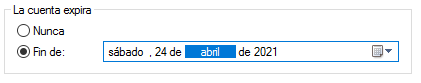 La cuenta expira
Nunca
Fin de: sábado , 24 de abril de 2021